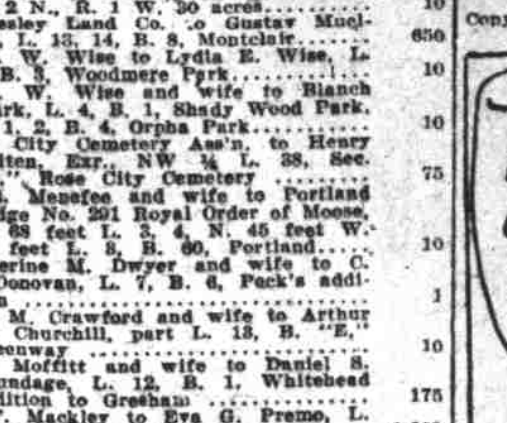 2 N., R. 1 W. 30 acres.......... 10
esley Land Co. to Gustav Muel-
, L. 13, 14, B. 8, Montclair...... 650
. W. Wise to Lydia E. Wise, L.
B. 3, Woodmere Park.......... 10
. W. Wise and wife to Blanch
ark, L. 4, B. 1, Shady Wood Park,
1, 2, B. 4, Orpha Park........... 10
City Cemetery Ass'n. to Henry
lten, Exr., NW ¼ L. 38, Sec.
." Rose City Cemetery ......... 75
. Menefee and wife to Portland
dge No. 291 Royal Order of Moose,
68 feet L. 3, 4, N. 45 feet W.
feet L. 8, B. 60, Portland..... 10
erine M. Dwyer and wife to C.
Donovan, L. 7, B. 6, Peck's addi-
n .............................. 1
M. Crawford and wife to Arthur
Churchill, part L. 13, B. "E,"
eenway ......................... 10
Moffitt and wife to Daniel S.
undage, L. 12, B. 1, Whitehead
dition to Gresham .............. 175
. Mackley to Eva G. Premo, L.
Copy